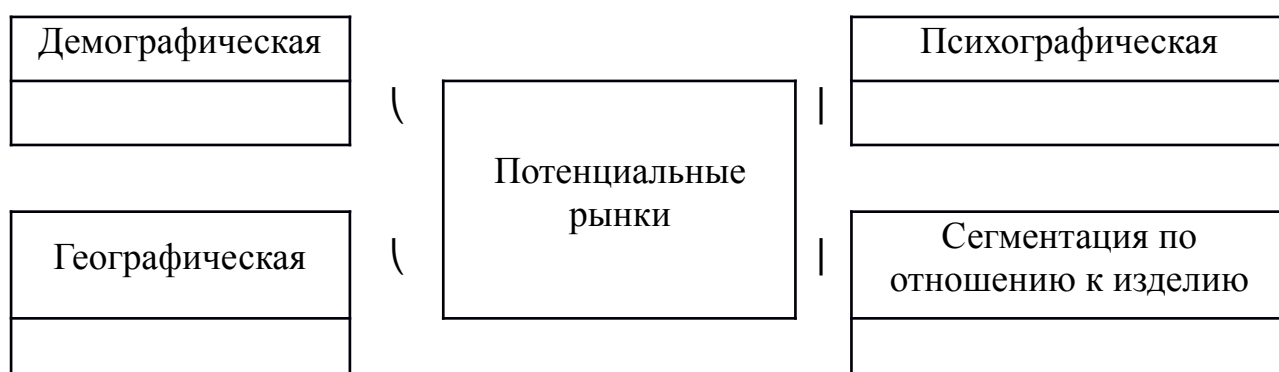 Демографическая
Психографическая
Потенциальные
рынки
Географическая
Сегментация по
отношению к изделию